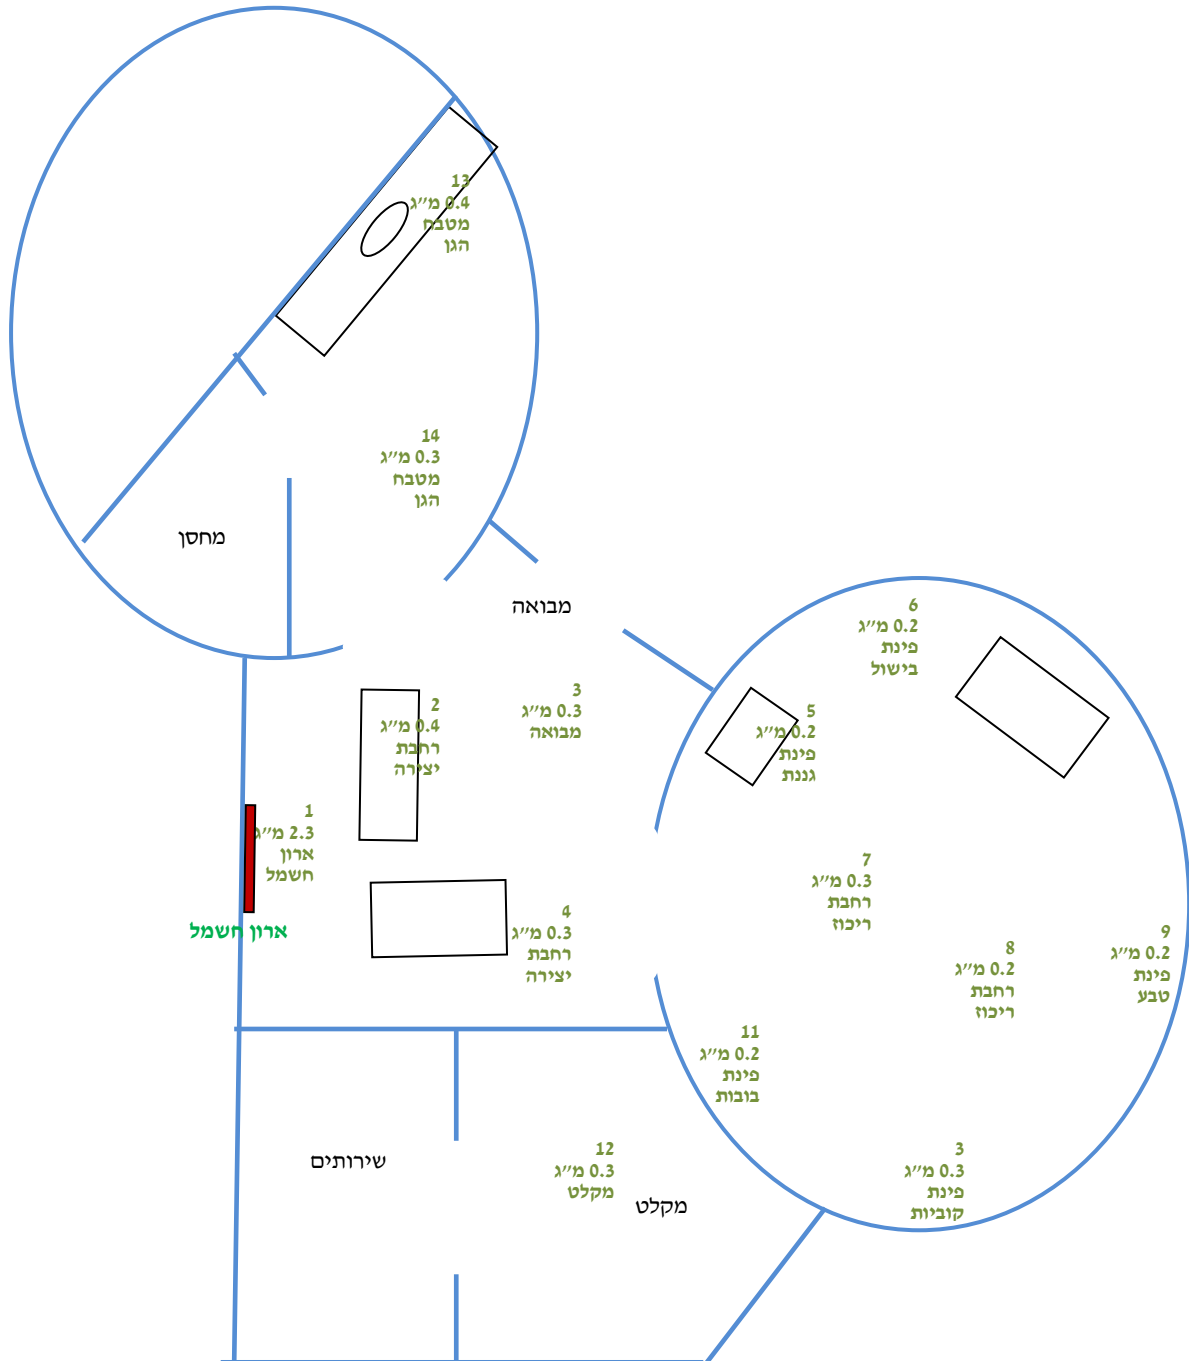 13
0.4 מ״ג
מטבח
הגן
14
0.3 מ״ג
מטבח
הגן
מחסן
מבואה
6
0.2 מ״ג
פינת
בישול
3
0.3 מ״ג
מבואה
2
0.4 מ״ג
רחבת
יצירה
5
0.2 מ״ג
פינת
גננת
1
2.3 מ״ג
ארון
חשמל
ארון חשמל
7
0.3 מ״ג
רחבת
ריכוז
4
0.3 מ״ג
רחבת
יצירה
9
0.2 מ״ג
פינת
טבע
8
0.2 מ״ג
רחבת
ריכוז
11
0.2 מ״ג
פינת
בובות
3
0.3 מ״ג
פינת
קוביות
12
0.3 מ״ג
מקלט
שירותים
מקלט